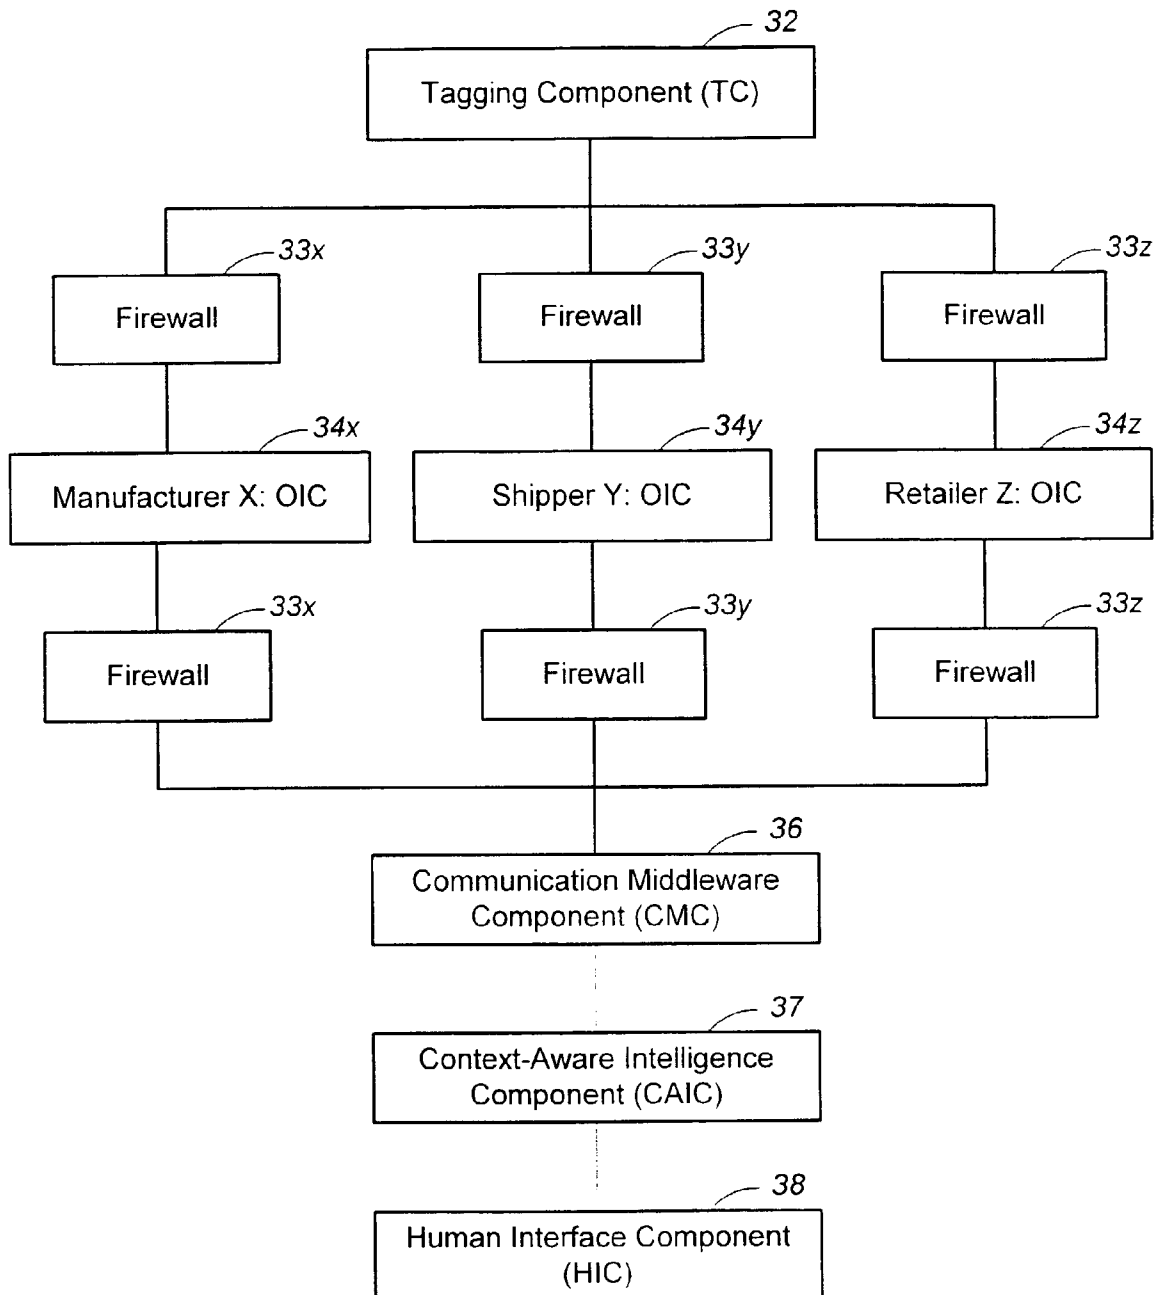 32
Tagging Component (TC)
33x
33y
33z
Firewall
Firewall
Firewall
34x
34y
34z
Manufacturer X: OIC
Shipper Y: OIC
Retailer Z: OIC
33x
33y
33z
Firewall
Firewall
Firewall
36
Communication Middleware
Component (CMC)
37
Context-Aware Intelligence
Component (CAIC)
38
Human Interface Component
(HIC)